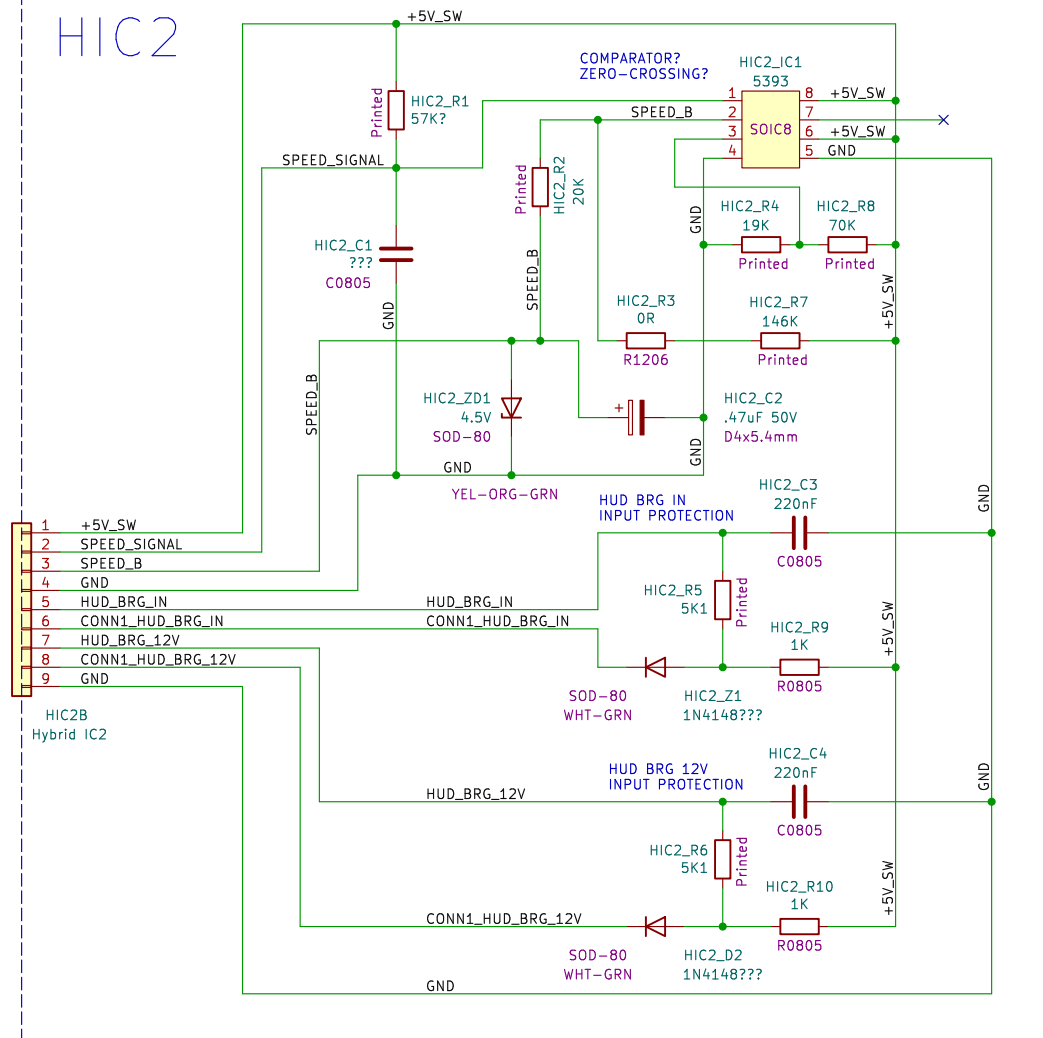 HIC2
+5V_SW
COMPARATOR?
ZERO-CROSSING?
HIC2_IC1
5393
Printed
HIC2_R1
57K?
SPEED_B
1
2
3
4
SOIC8
8
7
6
5
+5V_SW
+5V_SW
GND
SPEED_SIGNAL
Printed
HIC2_R2
20K
GND
HIC2_R4
19K
Printed
HIC2_R8
70K
Printed
HIC2_C1
???
C0805
GND
SPEED_B
+5V_SW
HIC2_R3
0R
R1206
HIC2_R7
146K
Printed
SPEED_B
HIC2_ZD1
4.5V
SOD-80
+
HIC2_C2
.47uF 50V
D4x5.4mm
GND
GND
YEL-ORG-GRN
HUD BRG IN
INPUT PROTECTION
HIC2_C3
220nF
C0805
GND
1
+5V_SW
2
SPEED_SIGNAL
3
SPEED_B
4
GND
5
HUD_BRG_IN
HUD_BRG_IN
6
CONN1_HUD_BRG_IN
CONN1_HUD_BRG_IN
7
HUD_BRG_12V
8
CONN1_HUD_BRG_12V
9
GND
HIC2B
Hybrid IC2
HIC2_R5
5K1
Printed
HIC2_R9
1K
R0805
+5V_SW
SOD-80
WHT-GRN
HIC2_Z1
1N4148???
HUD BRG 12V
INPUT PROTECTION
HIC2_C4
220nF
C0805
GND
HUD_BRG_12V
HIC2_R6
5K1
Printed
HIC2_R10
1K
R0805
+5V_SW
CONN1_HUD_BRG_12V
SOD-80
WHT-GRN
HIC2_D2
1N4148???
GND